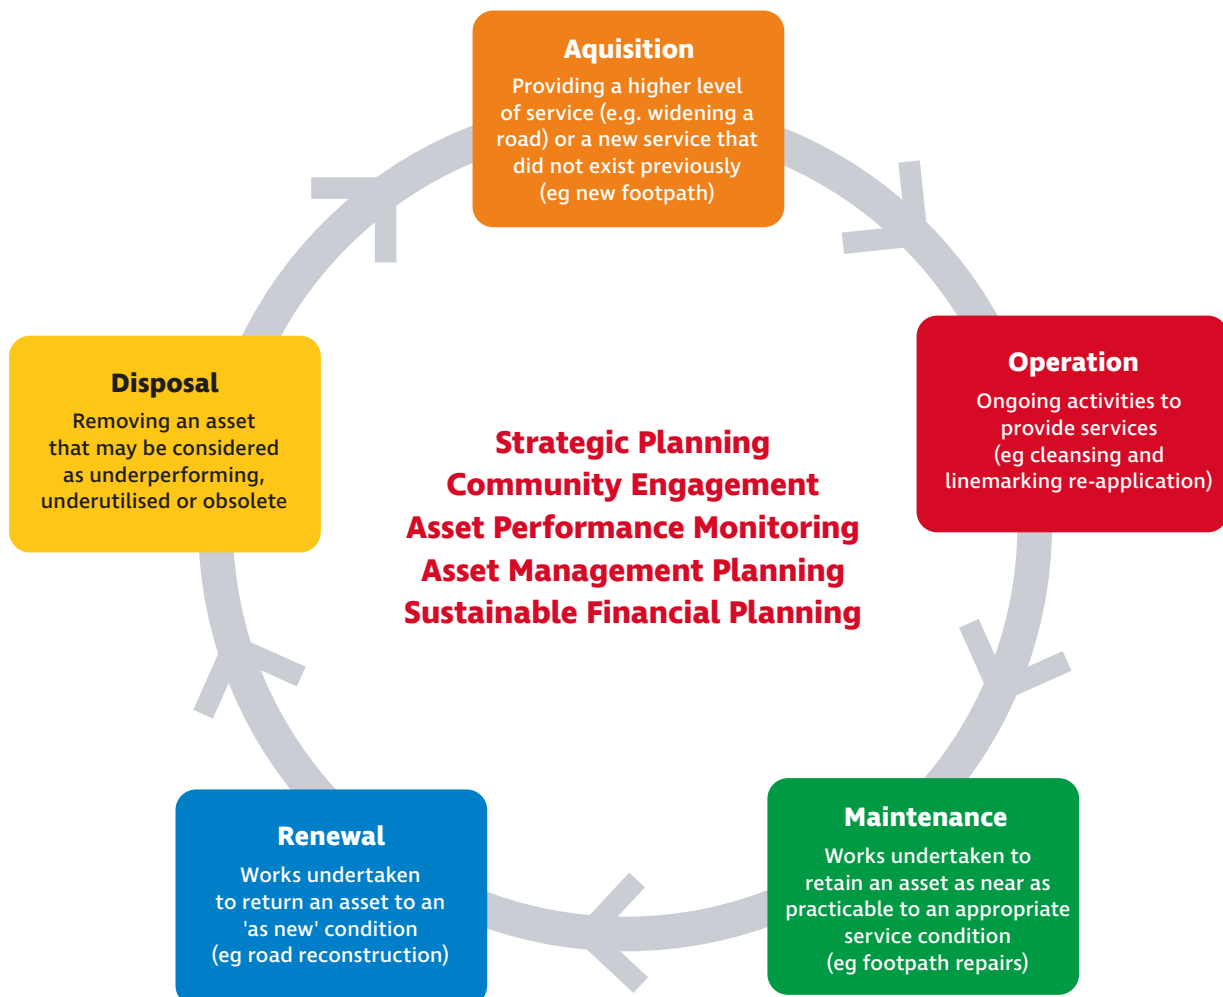 Aquisition
Providing a higher level
of service (e.g. widening a
road) or a new service that
did not exist previously
(eg new footpath)
Operation
Ongoing activities to
provide services
(eg cleansing and
linemarking re-application)
Disposal
Removing an asset
that may be considered
as underperforming,
underutilised or obsolete
Strategic Planning
Community Engagement
Asset Performance Monitoring
Asset Management Planning
Sustainable Financial Planning
Maintenance
Works undertaken to
retain an asset as near as
practicable to an appropriate
service condition
(eg footpath repairs)
Renewal
Works undertaken
to return an asset to an
'as new' condition
(eg road reconstruction)